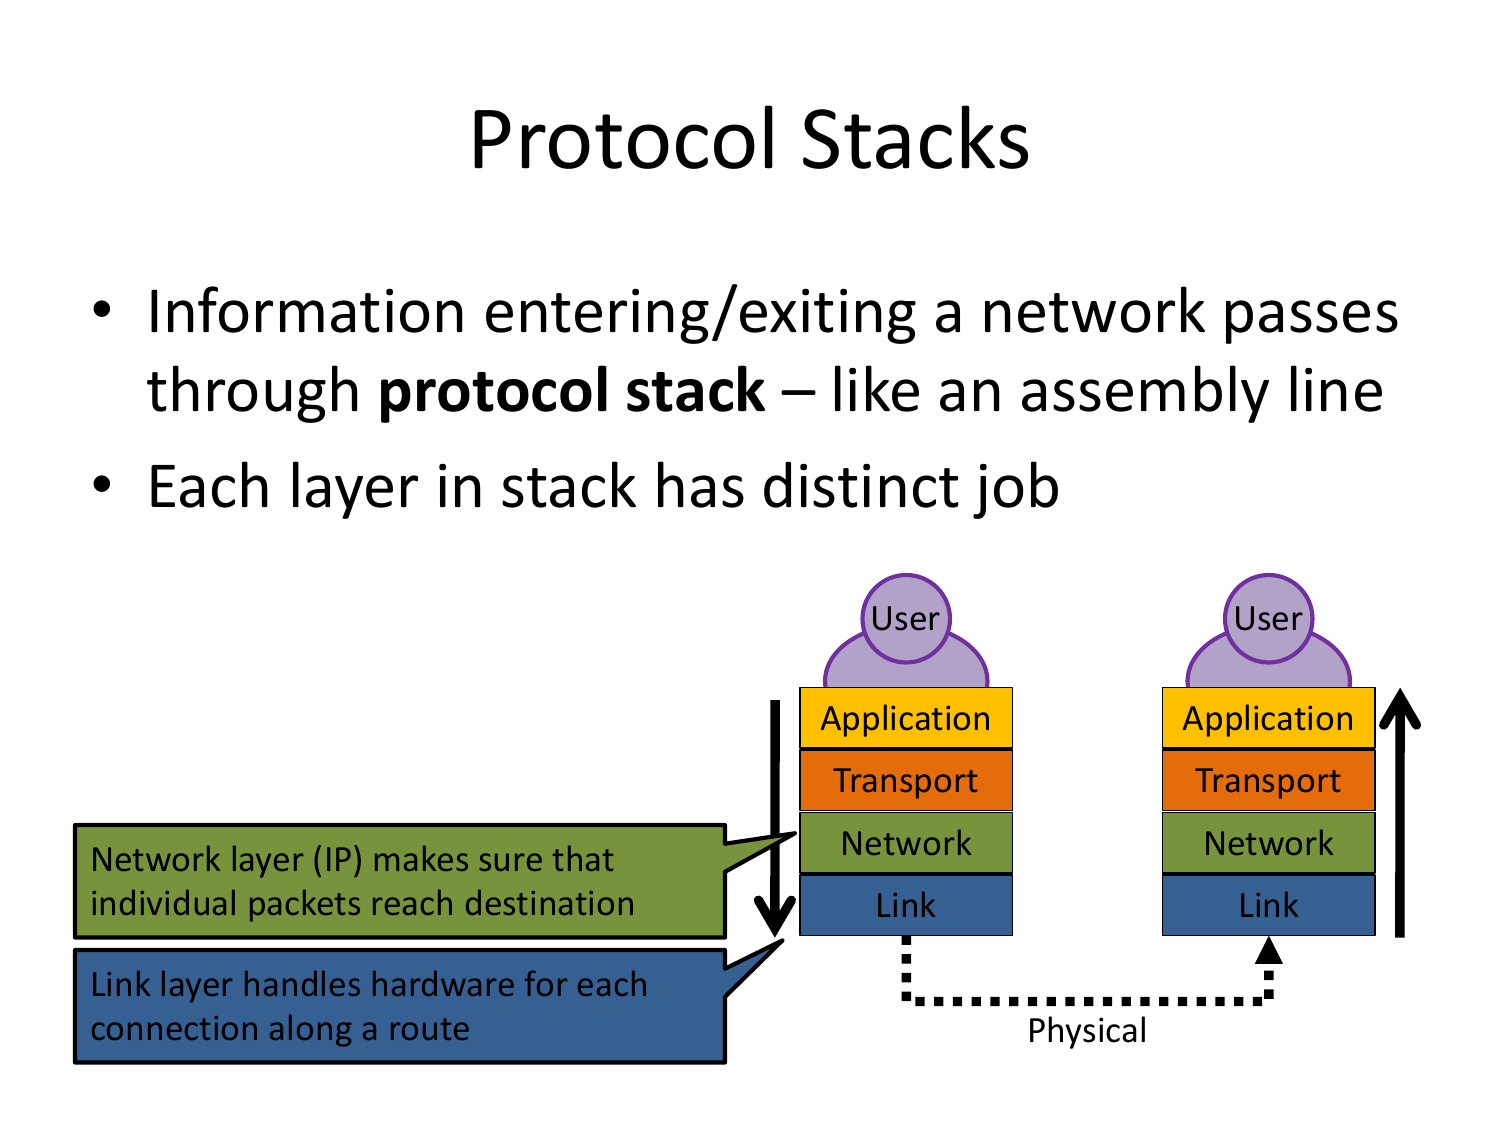 Protocol Stacks
• Information entering/exiting a network passes
through protocol stack – like an assembly line
• Each layer in stack has distinct job
User
User
Application
Application
Transport
Transport
Network
Network
Link
Link
Network layer (IP) makes sure that
individual packets reach destination
Link layer handles hardware for each
connection along a route
Physical